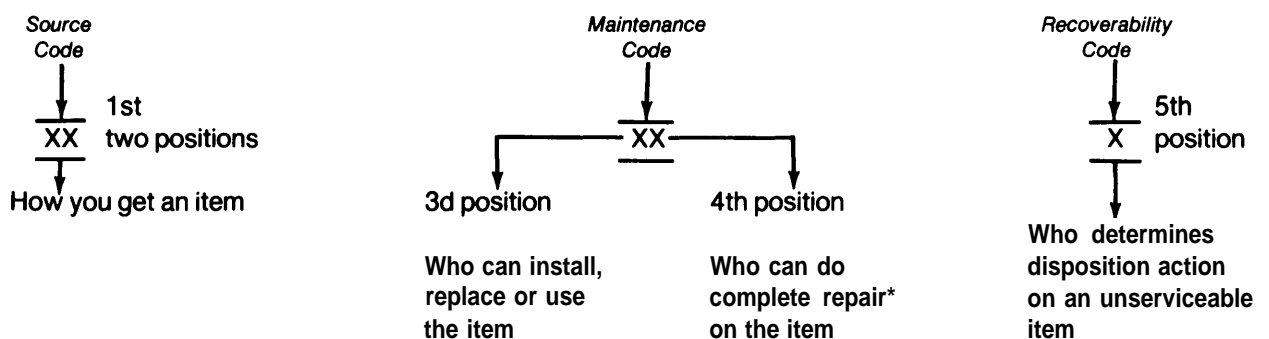 Source
Code
XX
1st
two positions
How you get an item
Maintenance
Code
XX
3d position
Who can install,
replace or use
the item
4th position
Who can do
complete repair*
on the item
Recoverability
Code
X
5th
position
Who determines
disposition action
on an unserviceable
item